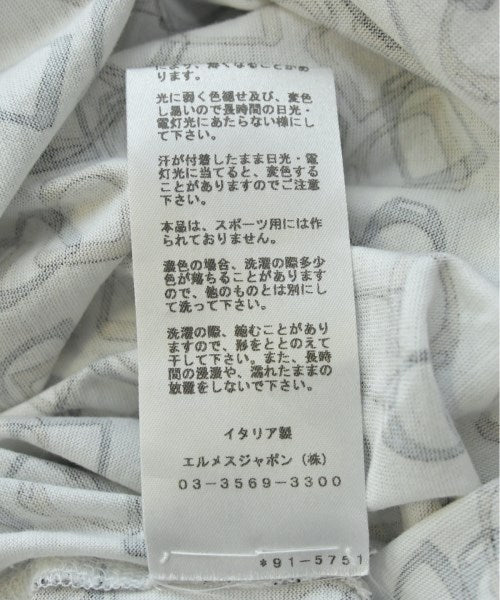 により、薄くなることがあ
ります。
光に弱く色褪せ及び、変色
し易いので長時間の日光・
電灯光にあたらない様にし
て下さい。
汗が付着したまま日光・電
灯光に当てると、変色する
ことがありますのでご注意
下さい。
本品は、スポーツ用には作
られておりません。
濃色の場合、洗濯の際多少
色が落ちることがあります
ので、他のものとは別にし
て洗って下さい。
洗濯の際、縮むことがあり
ますので、形をととのえて
干して下さい。また、長時
間の浸漬や、濡れたままの
放置をしないで下さい。
イタリア製
エルメスジャポン(株)
03-3569-3300
*91-5751